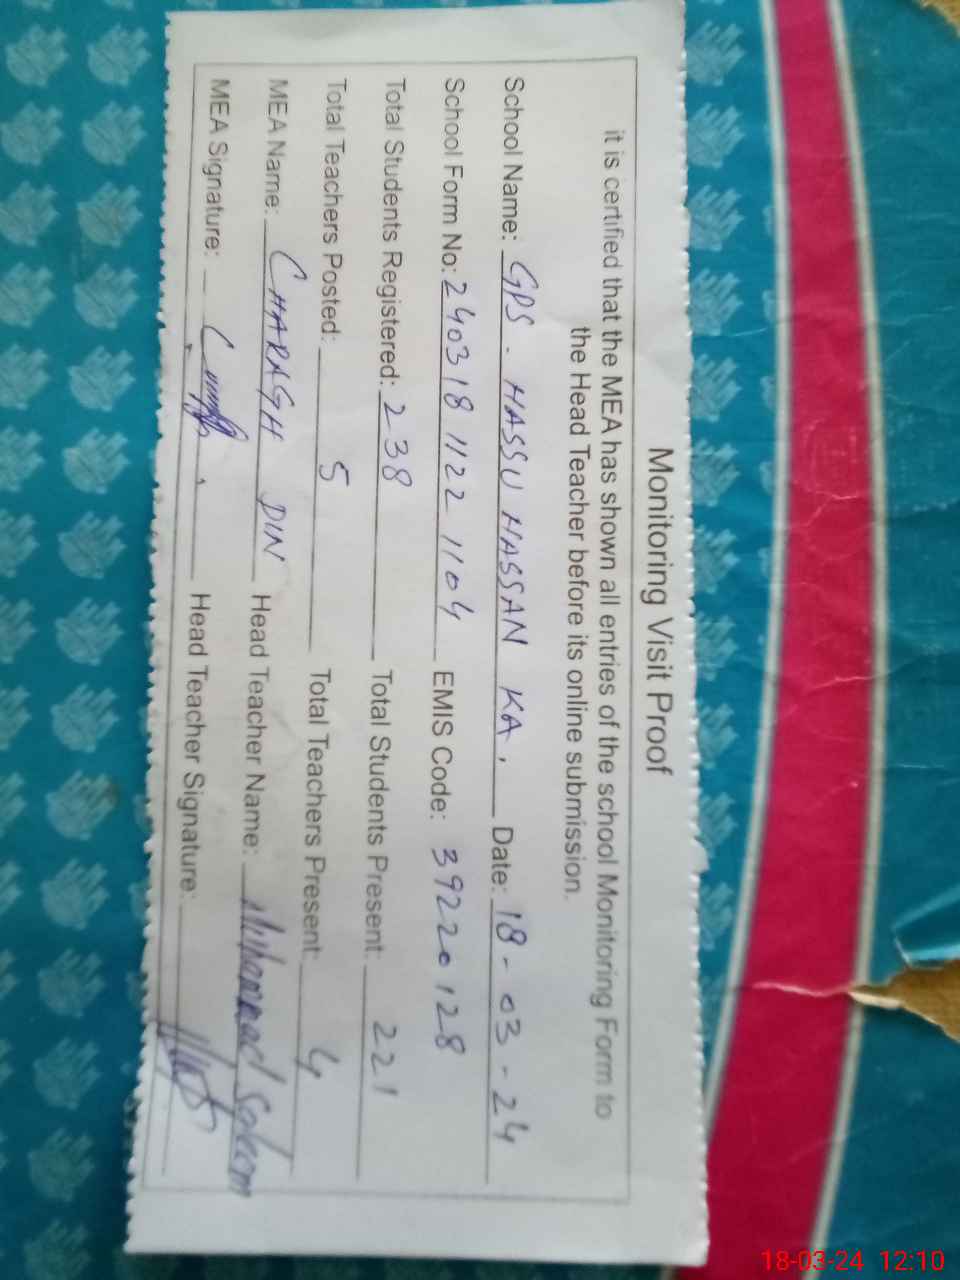 Monitoring Visit Proof
it is certified that the MEA has shown all entries of the school Monitoring Form to
the Head Teacher before its online submission.
School Name: GPS. HASSU HASSAN KA. Date: 18-03-24
School Form No: 2403 18 1122 1104 EMIS Code: 39220128
Total Students Registered: 238 Total Students Present: 221
Total Teachers Posted: 5 Total Teachers Present: 4
MEA Name: CHARAGH DIN Head Teacher Name: Muhammad Saleem
MEA Signature: Head Teacher Signature:
18-03-24 12:10